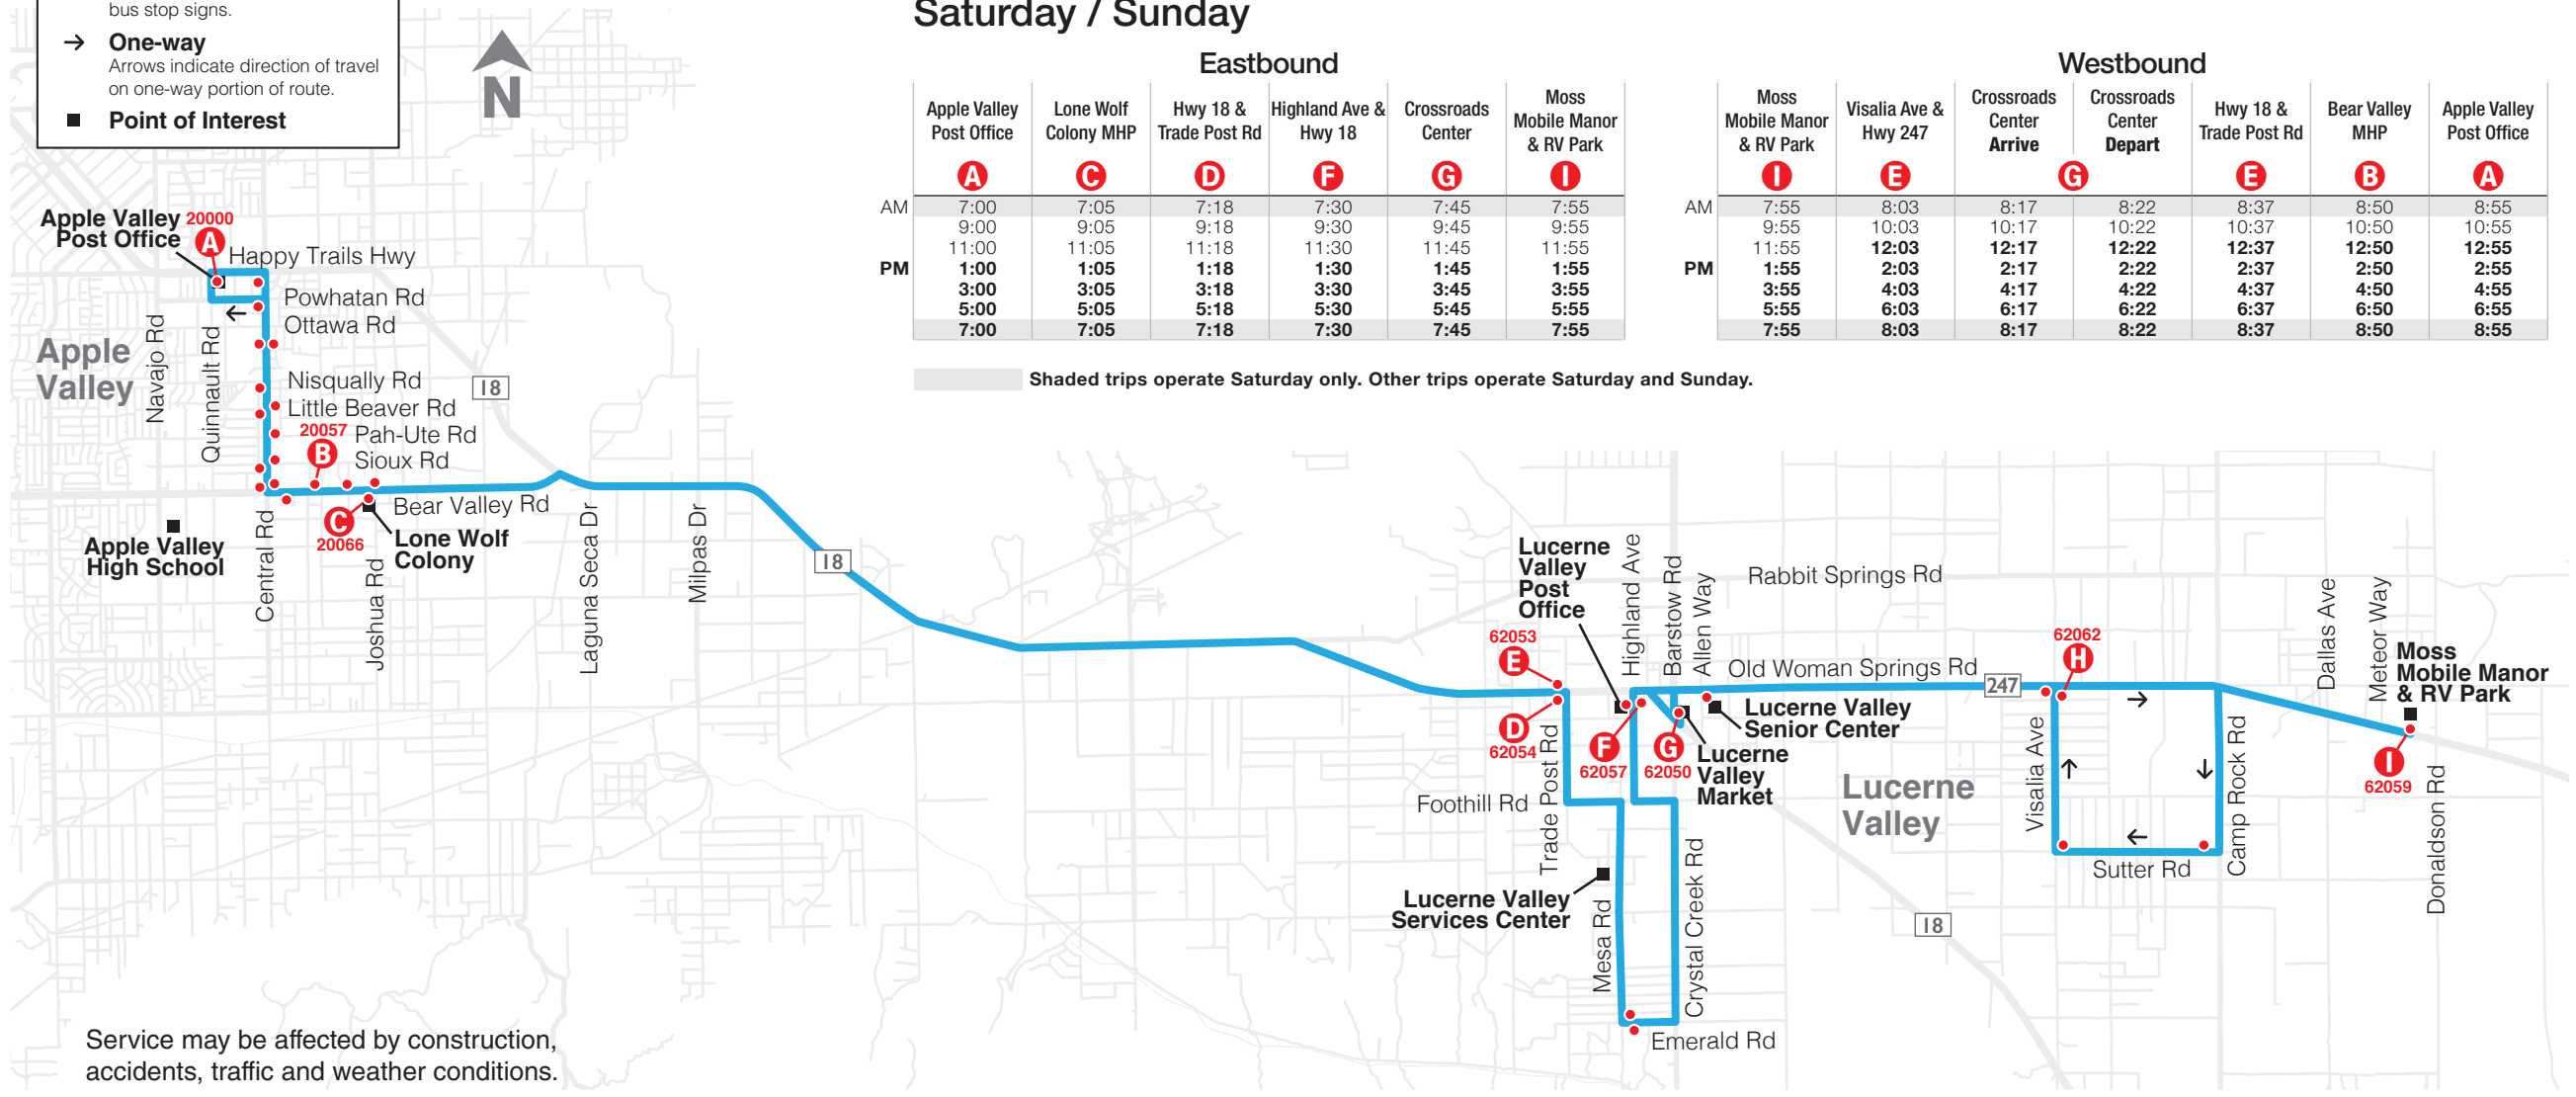 bus stop signs.
→ One-way
Arrows indicate direction of travel
on one-way portion of route.
Point of Interest
N
Saturday / Sunday
Eastbound
Apple Valley Post Office A | Lone Wolf Colony MHP C | Hwy 18 & Trade Post Rd D | Highland Ave & Hwy 18 F | Crossroads Center G | Moss Mobile Manor & RV Park I
AM 7:00 7:05 7:18 7:30 7:45 7:55
9:00 9:05 9:18 9:30 9:45 9:55
11:00 11:05 11:18 11:30 11:45 11:55
PM 1:00 1:05 1:18 1:30 1:45 1:55
3:00 3:05 3:18 3:30 3:45 3:55
5:00 5:05 5:18 5:30 5:45 5:55
7:00 7:05 7:18 7:30 7:45 7:55
Westbound
Moss Mobile Manor & RV Park I | Visalia Ave & Hwy 247 E | Crossroads Center Arrive | Crossroads Center Depart G | Hwy 18 & Trade Post Rd E | Bear Valley MHP B | Apple Valley Post Office A
AM 7:55 8:03 8:17 8:22 8:37 8:50 8:55
9:55 10:03 10:17 10:22 10:37 10:50 10:55
11:55 12:03 12:17 12:22 12:37 12:50 12:55
PM 1:55 2:03 2:17 2:22 2:37 2:50 2:55
3:55 4:03 4:17 4:22 4:37 4:50 4:55
5:55 6:03 6:17 6:22 6:37 6:50 6:55
7:55 8:03 8:17 8:22 8:37 8:50 8:55
Shaded trips operate Saturday only. Other trips operate Saturday and Sunday.
Apple Valley
Post Office
20000
A
Happy Trails Hwy
Powhatan Rd
Ottawa Rd
Apple
Valley
Navajo Rd
Quinnault Rd
Nisqually Rd
Little Beaver Rd
20057
B
Pah-Ute Rd
Sioux Rd
18
Bear Valley Rd
C
20066
Lone Wolf
Colony
Apple Valley
High School
Central Rd
Joshua Rd
Laguna Seca Dr
Milpas Dr
18
Lucerne
Valley
Post
Office
Highland Ave
Barstow Rd
Allen Way
Rabbit Springs Rd
62053
E
D
62054
Old Woman Springs Rd
247
62062
H
Dallas Ave
Meteor Way
Moss
Mobile Manor
& RV Park
Lucerne Valley
Senior Center
F
62057
G
62050
Lucerne
Valley
Market
Trade Post Rd
Foothill Rd
Lucerne
Valley
Visalia Ave
Camp Rock Rd
Sutter Rd
I
62059
Donaldson Rd
Lucerne Valley
Services Center
Mesa Rd
Crystal Creek Rd
18
Emerald Rd
Service may be affected by construction,
accidents, traffic and weather conditions.